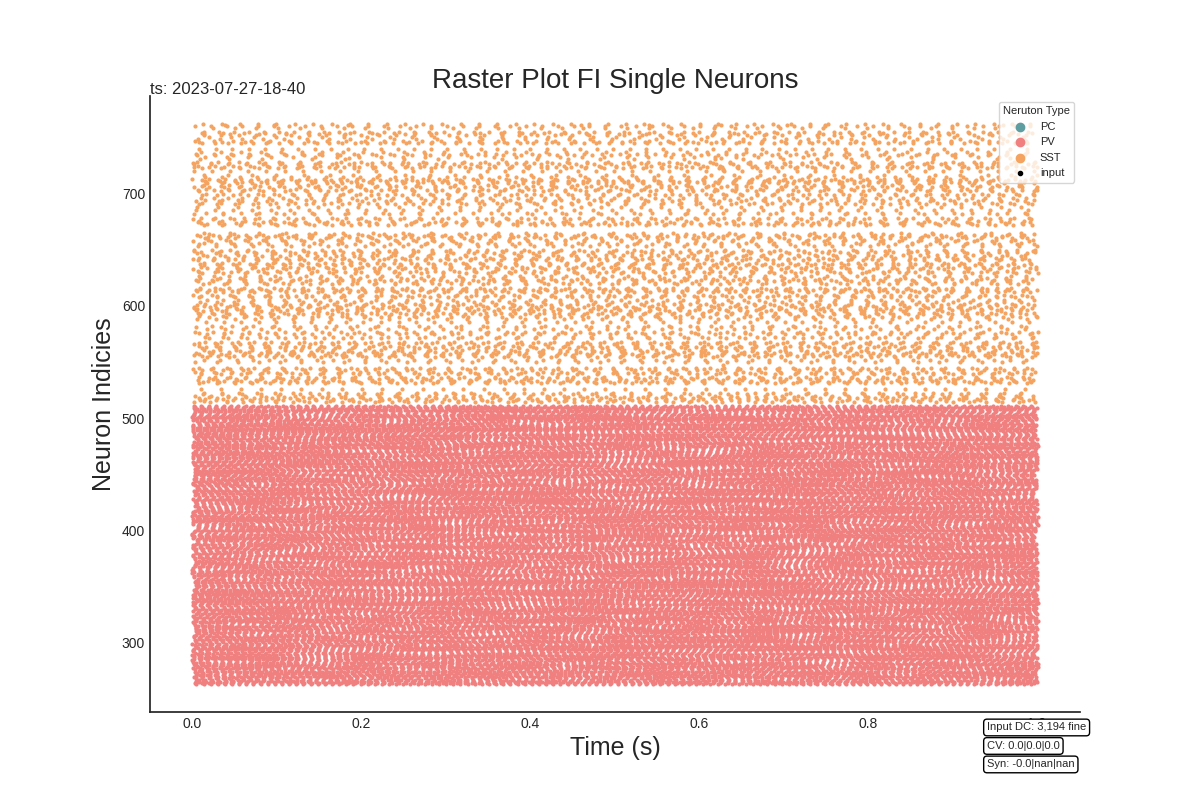 Raster Plot FI Single Neurons
ts: 2023-07-27-18-40
Neruton Type
PC
PV
SST
input
700
600
500
400
300
Neuron Indicies
0.0 0.2 0.4 0.6 0.8
Time (s)
Input DC: 3,194 fine
CV: 0.0|0.0|0.0
Syn: -0.0|nan|nan